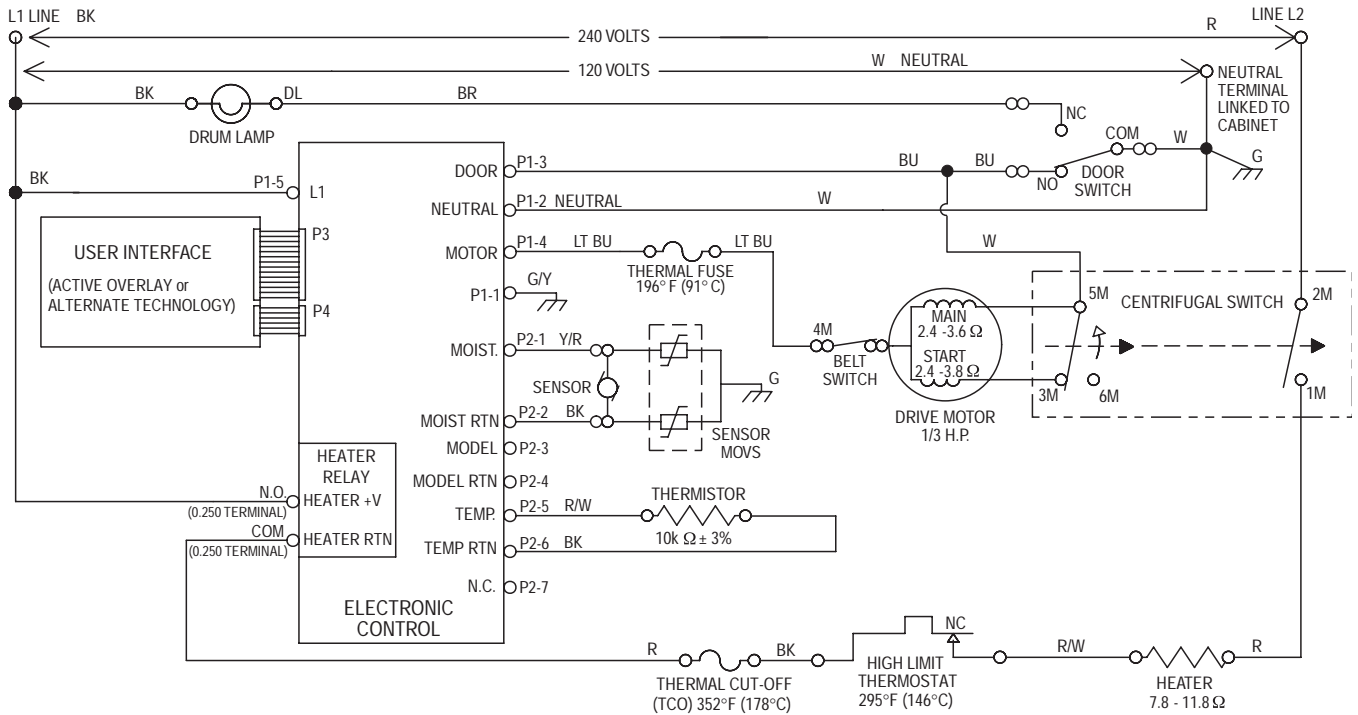 L1 LINE BK
R
LINE L2
240 VOLTS
120 VOLTS
W NEUTRAL
NEUTRAL
TERMINAL
LINKED TO
CABINET
BK
DL
BR
NC
DRUM LAMP
COM
W
G
DOOR
SWITCH
NO
BU
BU
DOOR
P1-3
BK
P1-5
L1
NEUTRAL
P1-2 NEUTRAL
W
USER INTERFACE
(ACTIVE OVERLAY or
ALTERNATE TECHNOLOGY)
P3
P4
MOTOR
P1-4
LT BU
LT BU
THERMAL FUSE
196° F (91° C)
W
P1-1
G/Y
5M
CENTRIFUGAL SWITCH
2M
MAIN
2.4 -3.6 Ω
START
2.4 -3.8 Ω
4M
BELT
SWITCH
3M
6M
1M
DRIVE MOTOR
1/3 H.P.
MOIST.
P2-1
Y/R
SENSOR
G
MOIST RTN
P2-2
BK
SENSOR
MOVS
MODEL
P2-3
MODEL RTN
P2-4
HEATER
RELAY
N.O.
(0.250 TERMINAL)
HEATER +V
COM
(0.250 TERMINAL)
HEATER RTN
TEMP.
P2-5
R/W
THERMISTOR
10k Ω ± 3%
TEMP RTN
P2-6
BK
N.C.
P2-7
ELECTRONIC
CONTROL
R
BK
NC
R/W
R
THERMAL CUT-OFF
(TCO) 352°F (178°C)
HIGH LIMIT
THERMOSTAT
295°F (146°C)
HEATER
7.8 - 11.8 Ω